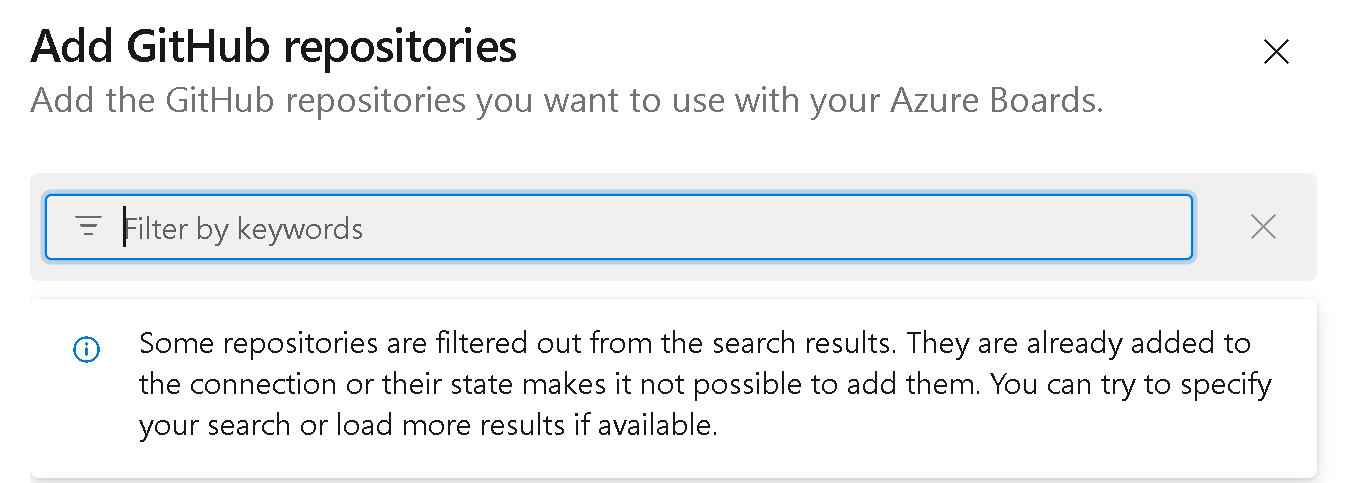 Add GitHub repositories
Add the GitHub repositories you want to use with your Azure Boards.
Filter by keywords
Some repositories are filtered out from the search results. They are already added to
the connection or their state makes it not possible to add them. You can try to specify
your search or load more results if available.